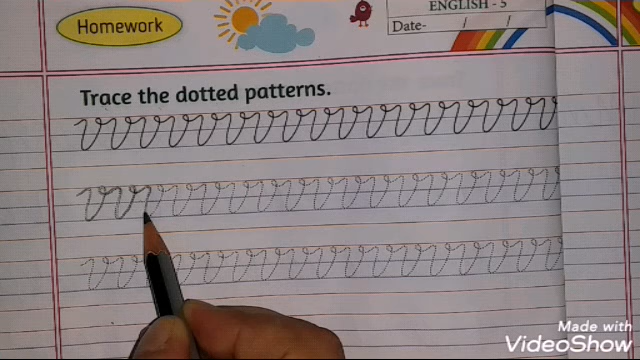 ENGLISH - 5
Homework
Date- / /
Trace the dotted patterns.
Made with
VideoShow